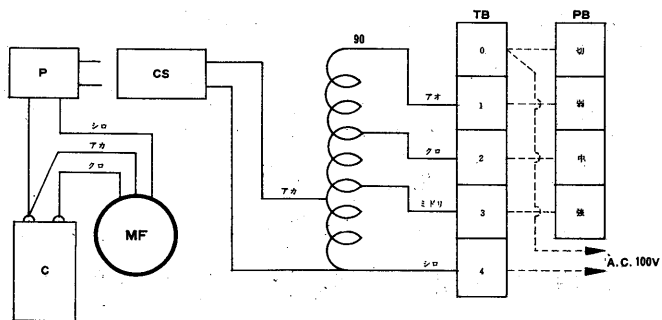 90
TB
PB
P
CS
0
切
アオ
1
弱
シロ
アカ
クロ
クロ
2
中
アカ
ミドリ
3
強
MF
C
シロ
4
A.C. 100V